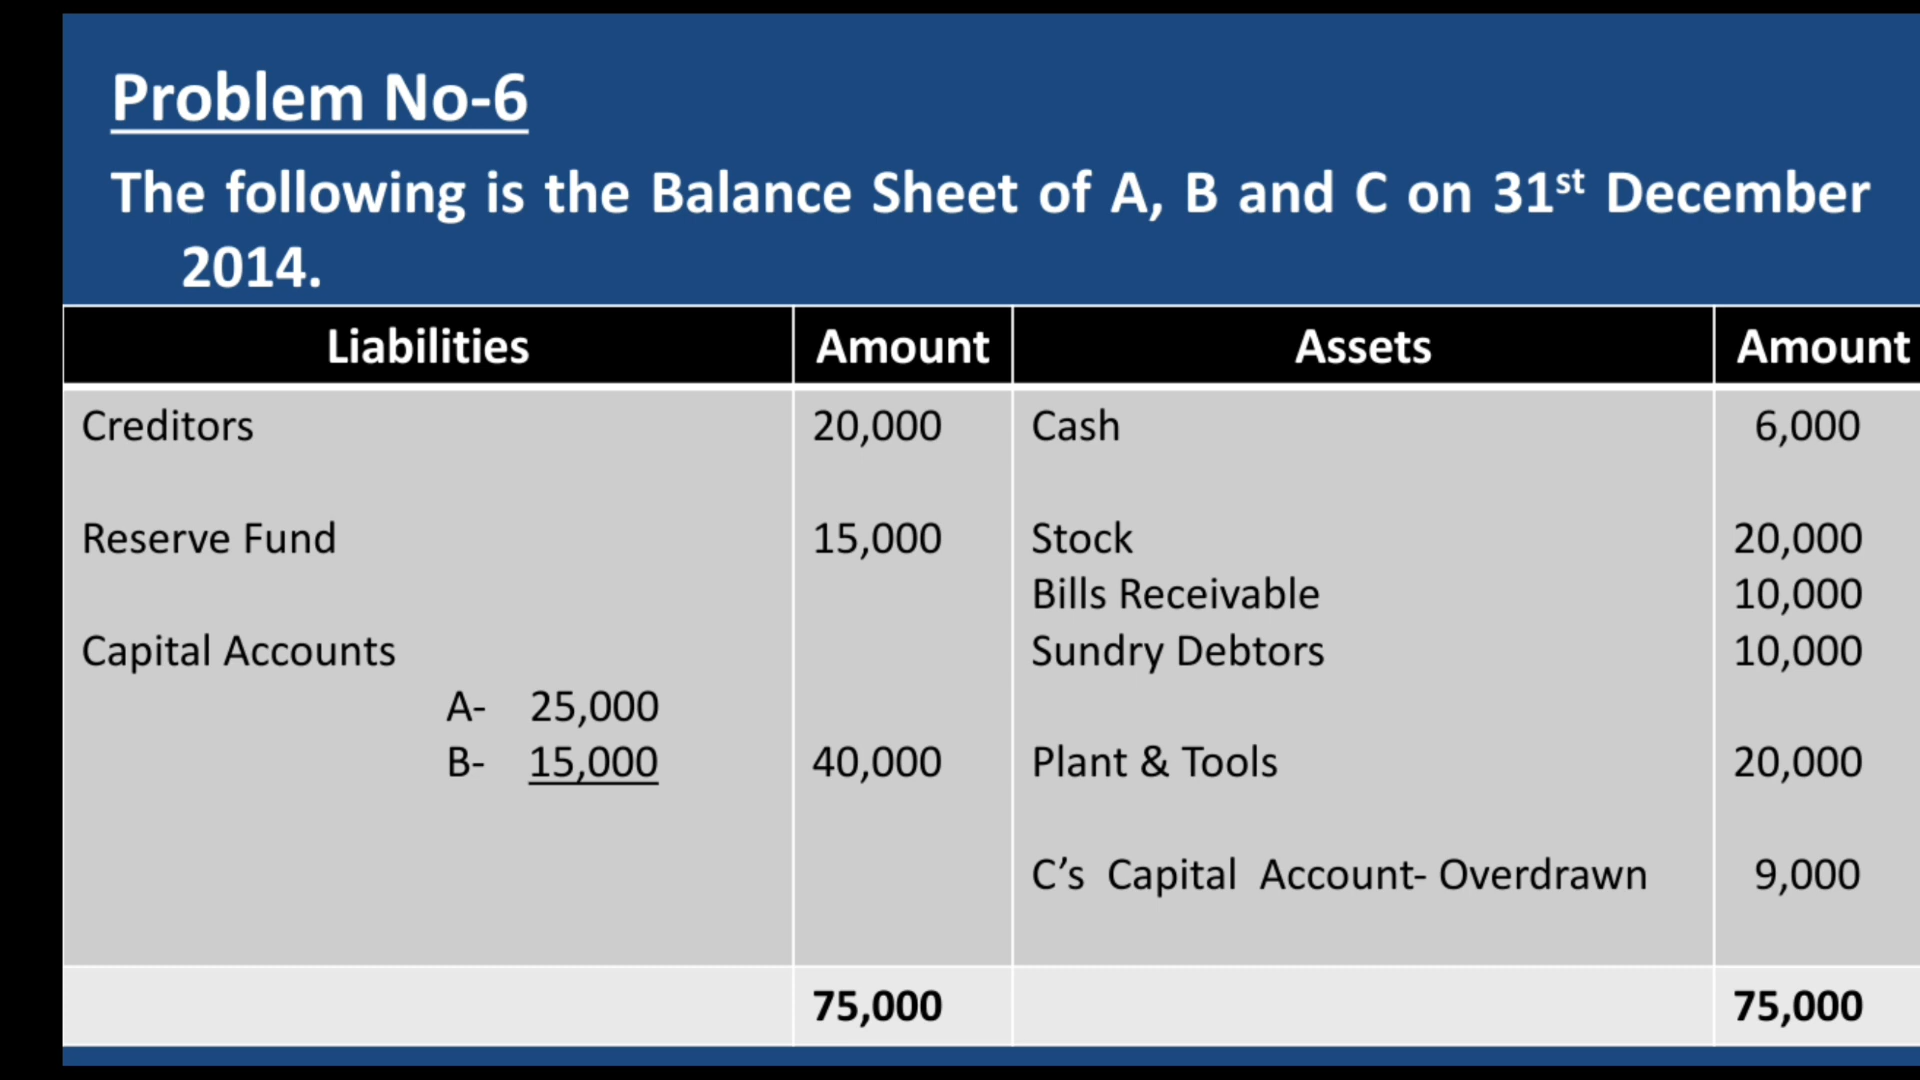 Problem No-6
The following is the Balance Sheet of A, B and C on 31st December
2014.
Liabilities Amount Assets Amount
Creditors 20,000 Cash 6,000
Reserve Fund 15,000 Stock 20,000
Bills Receivable 10,000
Capital Accounts Sundry Debtors 10,000
A- 25,000
B- 15,000 40,000 Plant & Tools 20,000
C’s Capital Account- Overdrawn 9,000
75,000 75,000